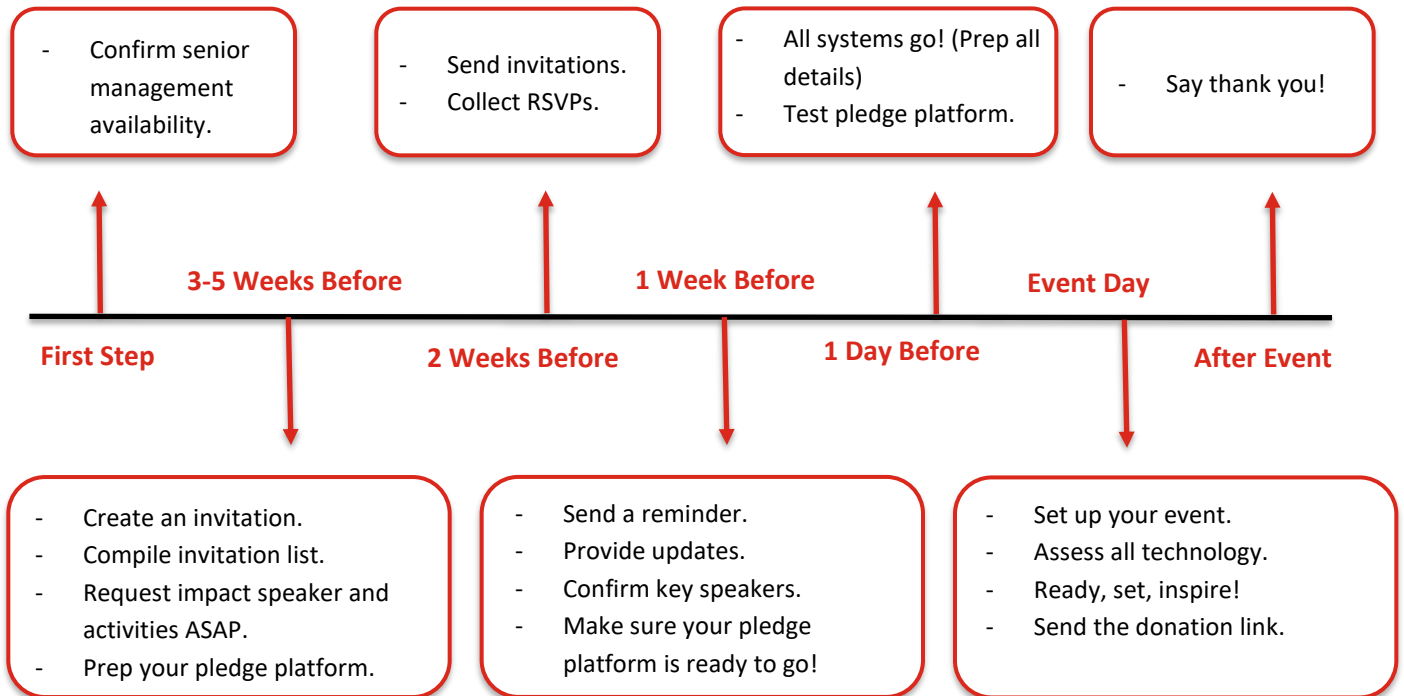 - Confirm senior
management
availability.
- Send invitations.
- Collect RSVPs.
- All systems go! (Prep all
details)
- Test pledge platform.
- Say thank you!
3-5 Weeks Before
1 Week Before
Event Day
First Step
2 Weeks Before
1 Day Before
After Event
- Create an invitation.
- Compile invitation list.
- Request impact speaker and
activities ASAP.
- Prep your pledge platform.
- Send a reminder.
- Provide updates.
- Confirm key speakers.
- Make sure your pledge
platform is ready to go!
- Set up your event.
- Assess all technology.
- Ready, set, inspire!
- Send the donation link.